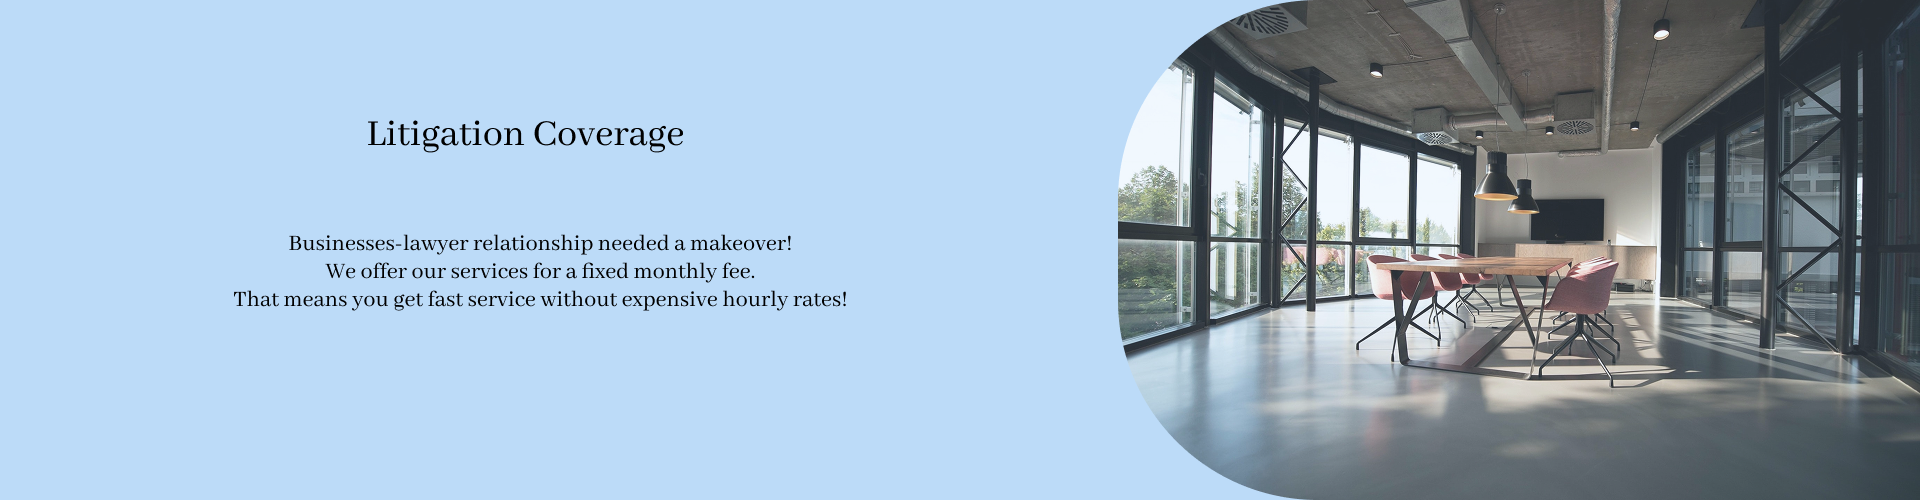 Litigation Coverage
Businesses-lawyer relationship needed a makeover!
We offer our services for a fixed monthly fee.
That means you get fast service without expensive hourly rates!